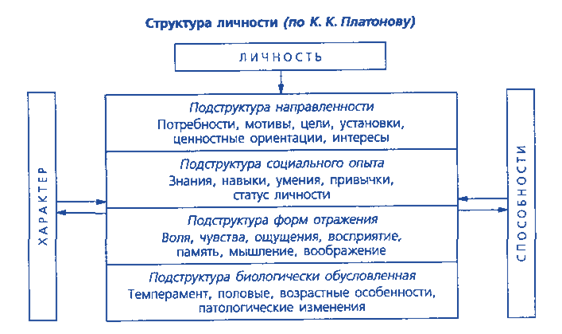 Структура личности (по К. К. Платонову)
ЛИЧНОСТЬ
ХАРАКТЕР
Подструктура направленности
Потребности, мотивы, цели, установки,
ценностные ориентации, интересы
Подструктура социального опыта
Знания, навыки, умения, привычки,
статус личности
Подструктура форм отражения
Воля, чувства, ощущения, восприятие,
память, мышление, воображение
Подструктура биологически обусловленная
Темперамент, половые, возрастные особенности,
патологические изменения
СПОСОБНОСТИ